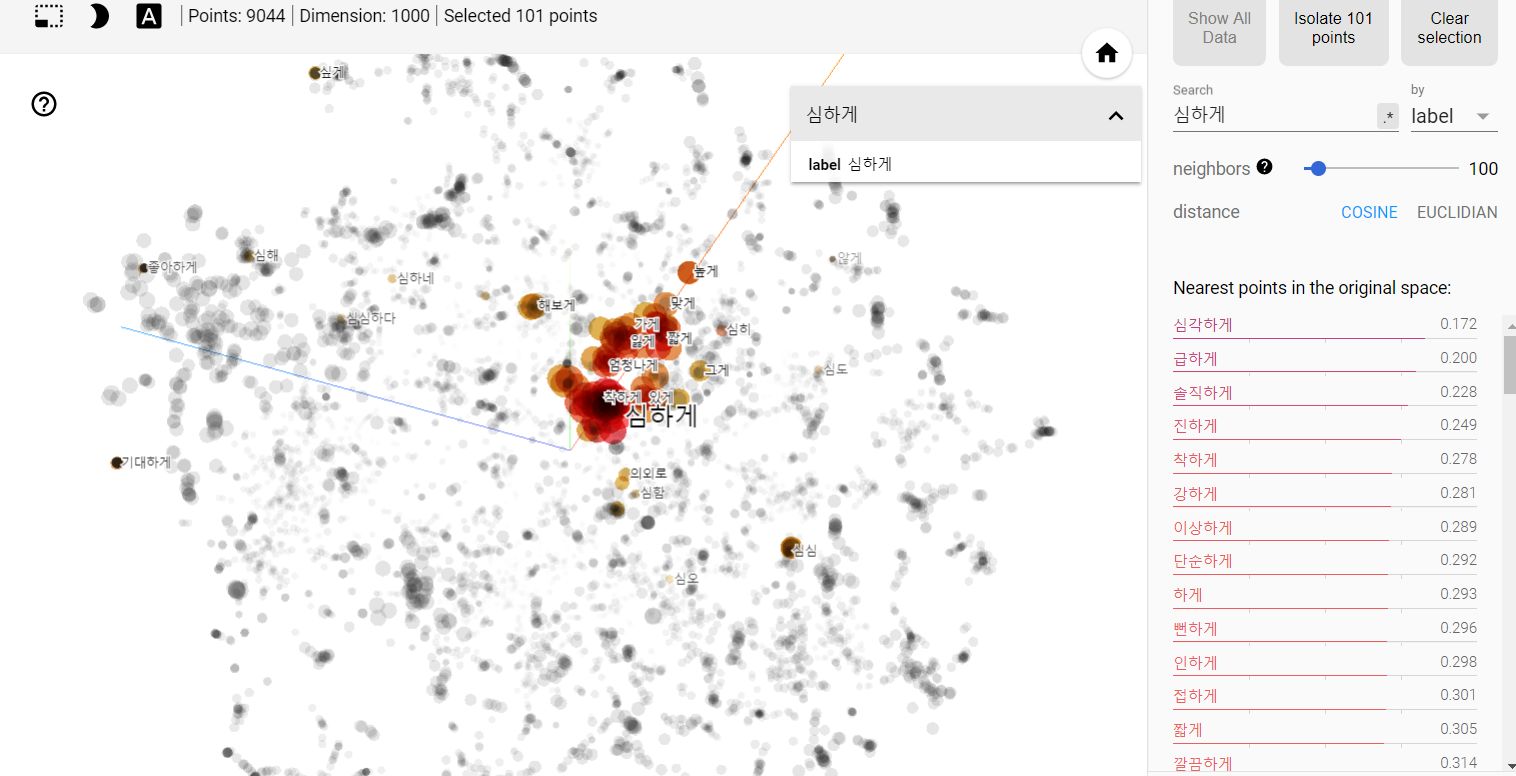 A
Points: 9044 | Dimension: 1000 | Selected 101 points
Show All Data
Isolate 101 points
Clear selection
심하게
label 심하게
Search
심하게
.*
by
label
neighbors ? 100
distance
COSINE
EUCLIDIAN
Nearest points in the original space:
심각하게 0.172
급하게 0.200
솔직하게 0.228
진하게 0.249
착하게 0.278
강하게 0.281
이상하게 0.289
단순하게 0.292
하게 0.293
뻔하게 0.296
인하게 0.298
접하게 0.301
짧게 0.305
깔끔하게 0.314
?
싶게
심해
좋아하게
심하네
않게
높게
해보게
맞게
심심하다
가게
심히
짧게
잃게
엄청나게
그게
심도
착하게
있게
심하게
기대하게
의외로
심함
심심
심오